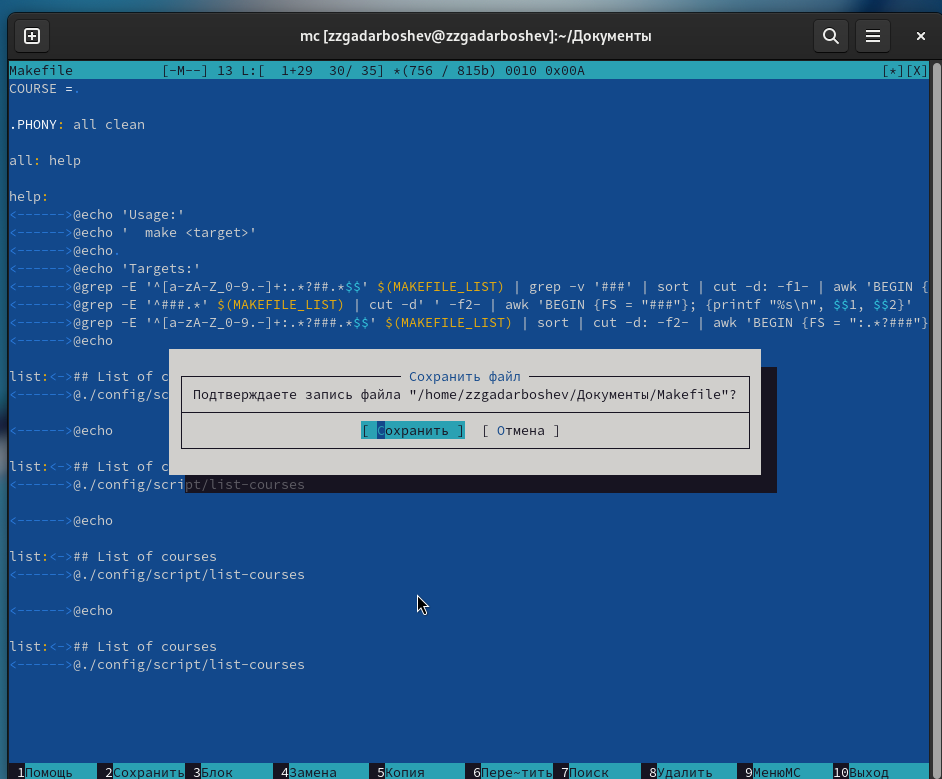 mc [zzgadarboshev@zzgadarboshev]:~/Документы
Makefile [-M--] 13 L:[ 1+29 30/ 35] *(756 / 815b) 0010 0x00A [*][X]
COURSE =.
.PHONY: all clean
all: help
help:
<------>@echo 'Usage:'
<------>@echo '  make <target>'
<------>@echo.
<------>@echo 'Targets:'
<------>@grep -E '^[a-zA-Z_0-9.-]+:.*?##.*$$' $(MAKEFILE_LIST) | grep -v '###' | sort | cut -d: -f1- | awk 'BEGIN {
<------>@grep -E '^###.*' $(MAKEFILE_LIST) | cut -d' ' -f2- | awk 'BEGIN {FS = "###"}; {printf "%s\n", $$1, $$2}'
<------>@grep -E '^[a-zA-Z_0-9.-]+:.*?###.*$$' $(MAKEFILE_LIST) | sort | cut -d: -f2- | awk 'BEGIN {FS = ":.*?###"}
<------>@echo
list:<->## List of c
<------>@./config/sc
<------>@echo
list:<->## List of c
<------>@./config/script/list-courses
<------>@echo
list:<->## List of courses
<------>@./config/script/list-courses
<------>@echo
list:<->## List of courses
<------>@./config/script/list-courses
Сохранить файл
Подтверждаете запись файла "/home/zzgadarboshev/Документы/Makefile"?
[ Сохранить ] [ Отмена ]
1Помощь 2Сохранить 3Блок 4Замена 5Копия 6Пере~тить 7Поиск 8Удалить 9МенюMC 10Выход